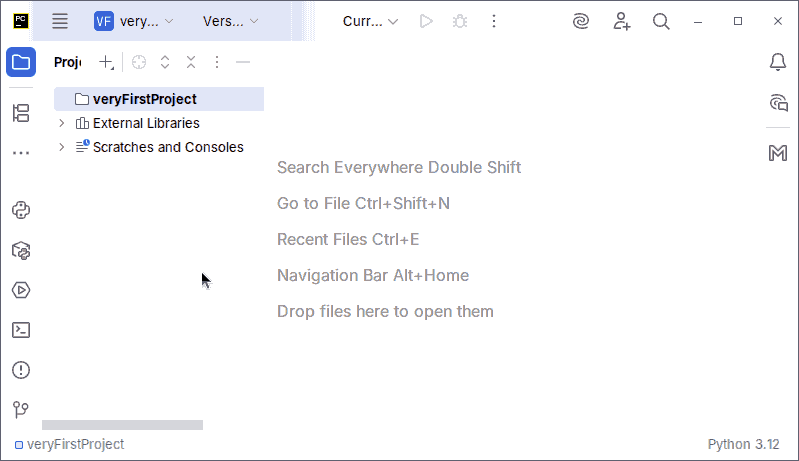 PC
VF very... Vers... Curr...
Proje
veryFirstProject
External Libraries
Scratches and Consoles
Search Everywhere Double Shift
Go to File Ctrl+Shift+N
Recent Files Ctrl+E
Navigation Bar Alt+Home
Drop files here to open them
veryFirstProject
Python 3.12